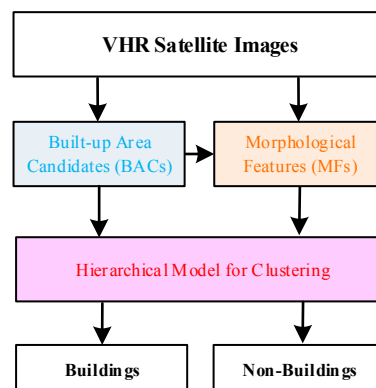 VHR Satellite Images
Built-up Area
Candidates (BACs)
Morphological
Features (MFs)
Hierarchical Model for Clustering
Buildings
Non-Buildings